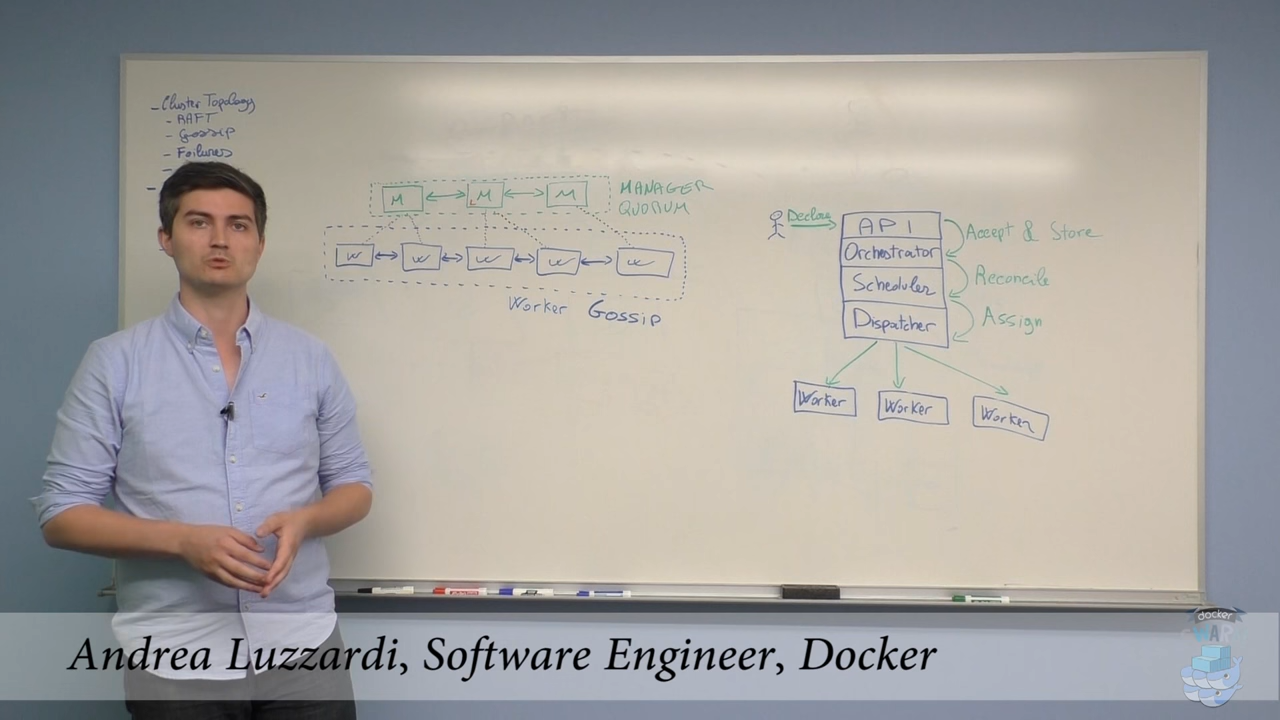 - Cluster Topology
- RAFT
- Gossip
- Failures
M
M
M
MANAGER
QUORUM
W
W
W
W
W
Worker Gossip
Declare
API
Orchestrator
Scheduler
Dispatcher
Accept & Store
Reconcile
Assign
Worker
Worker
Worker
Andrea Luzzardi, Software Engineer, Docker
docker
SWARM